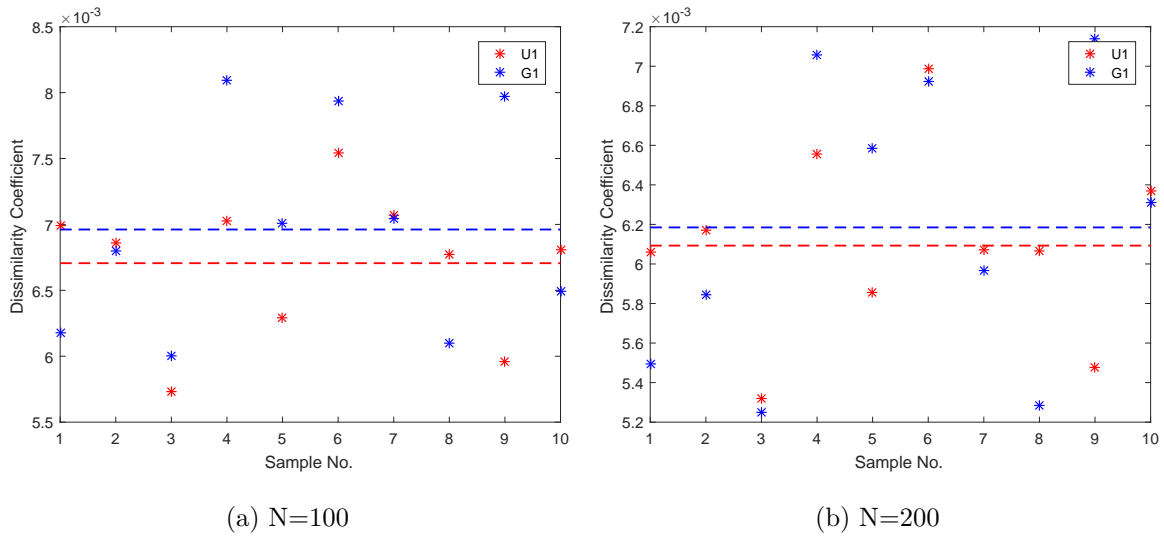 ×10⁻³
8.5
8
7.5
7
6.5
6
5.5
Dissimilarity Coefficient
U1
G1
1 2 3 4 5 6 7 8 9 10
Sample No.
(a) N=100
×10⁻³
7.2
7
6.8
6.6
6.4
6.2
6
5.8
5.6
5.4
5.2
Dissimilarity Coefficient
U1
G1
1 2 3 4 5 6 7 8 9 10
Sample No.
(b) N=200